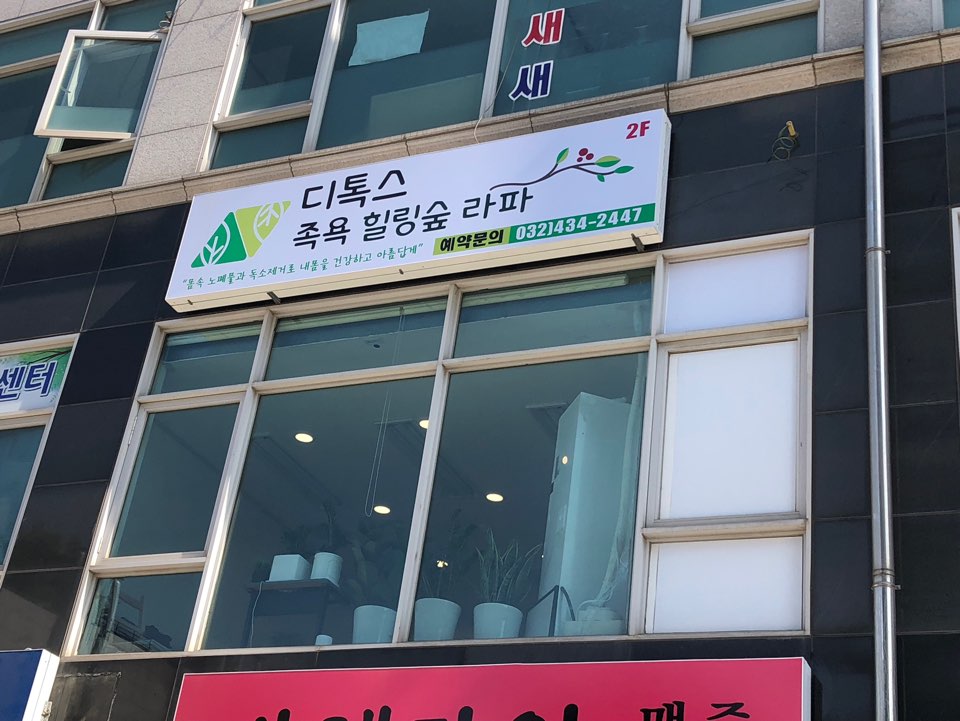 새
새
2F
디톡스
족욕 힐링숲 라파
예약문의 032)434-2447
"몸속 노폐물과 독소제거로 내몸을 건강하고 아름답게"
센터
맥주